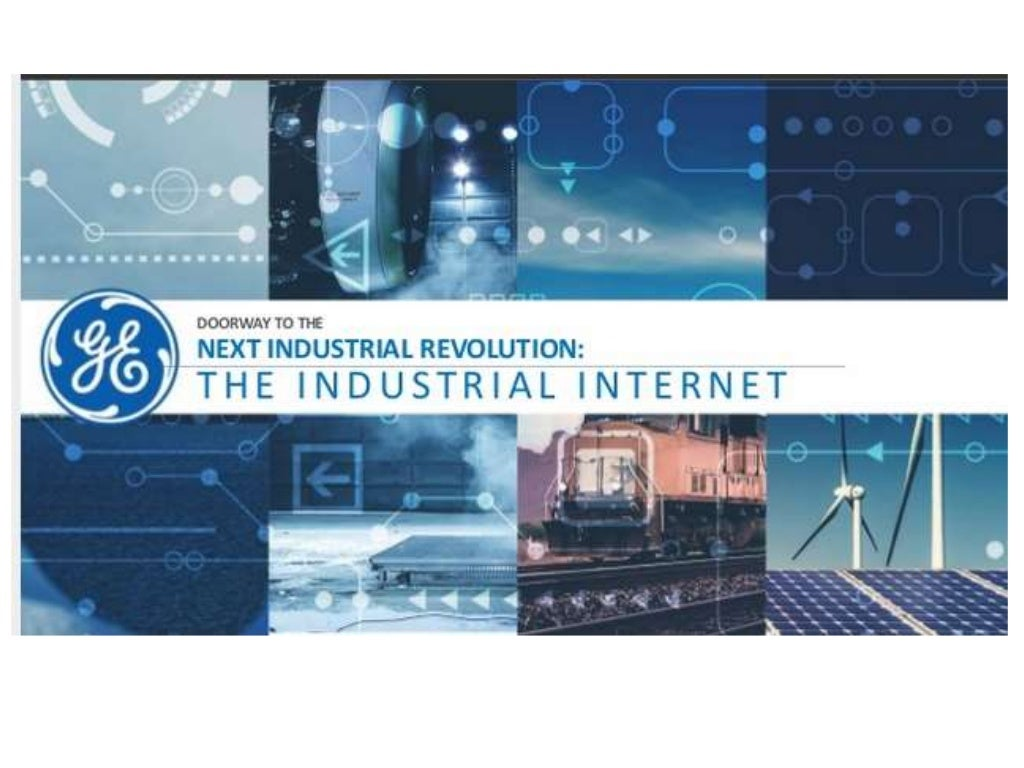 GE
DOORWAY TO THE
NEXT INDUSTRIAL REVOLUTION:
THE INDUSTRIAL INTERNET